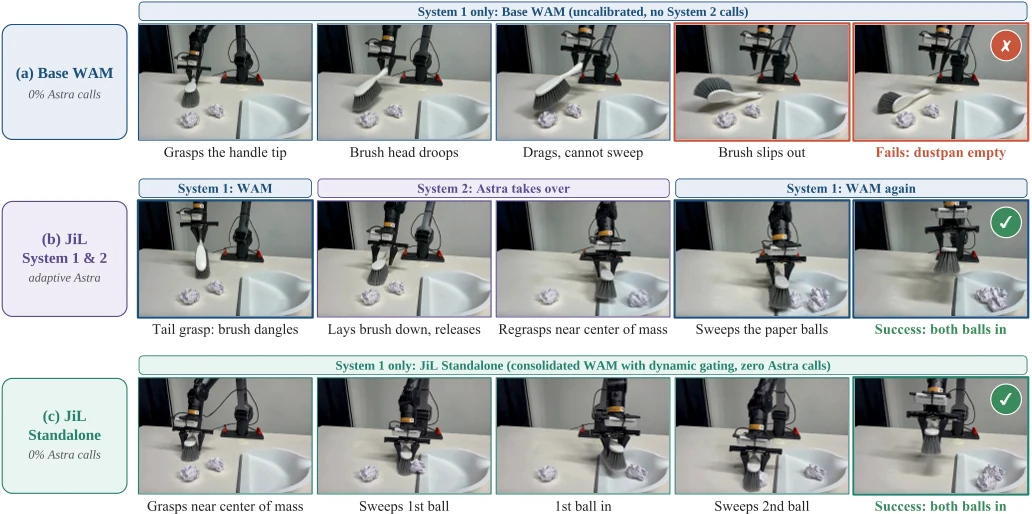 System 1 only: Base WAM (uncalibrated, no System 2 calls)
(a) Base WAM
0% Astra calls
✗
Grasps the handle tip
Brush head droops
Drags, cannot sweep
Brush slips out
Fails: dustpan empty
System 1: WAM
System 2: Astra takes over
System 1: WAM again
(b) JiL
System 1 & 2
adaptive Astra
✓
Tail grasp: brush dangles
Lays brush down, releases
Regrasps near center of mass
Sweeps the paper balls
Success: both balls in
System 1 only: JiL Standalone (consolidated WAM with dynamic gating, zero Astra calls)
(c) JiL
Standalone
0% Astra calls
✓
Grasps near center of mass
Sweeps 1st ball
1st ball in
Sweeps 2nd ball
Success: both balls in